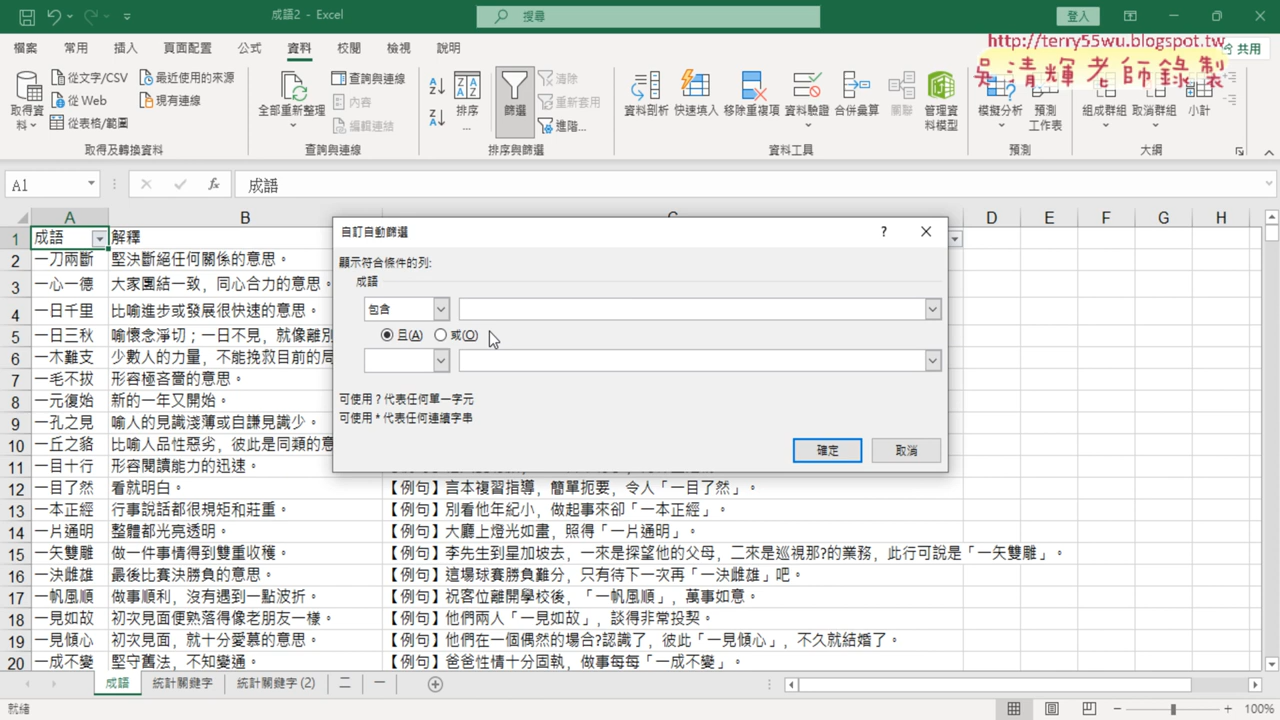 成語2 - Excel
搜尋
登入
檔案 常用 插入 頁面配置 公式 資料 校閱 檢視 說明
共用
http://terry55wu.blogspot.tw
吳清輝老師錄製
取得資料
從文字/CSV
從 Web
從表格/範圍
最近使用的來源
現有連線
取得及轉換資料
全部重新整理
查詢與連線
內容
編輯連結
查詢與連線
排序...
篩選
清除
重新套用
進階...
排序與篩選
資料剖析 快速填入 移除重複項 資料驗證 合併彙算 關聯 管理資料模型
資料工具
模擬分析 預測工作表
預測
組成群組 取消群組 小計
大綱
A1
fx
成語
A B C D E F G H
1 成語 解釋
2 一刀兩斷 堅決斷絕任何關係的意思。
3 一心一德 大家團結一致，同心合力的意思。
4 一日千里 比喻進步或發展很快速的意思。
5 一日三秋 喻懷念淨切；一日不見，就像離別
6 一木難支 少數人的力量，不能挽救目前的局
7 一毛不拔 形容極吝嗇的意思。
8 一元復始 新的一年又開始。
9 一孔之見 喻人的見識淺薄或自謙見識少。
10 一丘之貉 比喻人品性惡劣，彼此是同類的意
11 一目十行 形容閱讀能力的迅速。
12 一目了然 看就明白。 【例句】言本複習指導，簡單扼要，令人「一目了然」。
13 一本正經 行事說話都很規矩和莊重。 【例句】別看他年紀小，做起事來卻「一本正經」。
14 一片通明 整體都光亮透明。 【例句】大廳上燈光如晝，照得「一片通明」。
15 一矢雙雕 做一件事情得到雙重收穫。 【例句】李先生到星加坡去，一來是探望他的父母，二來是巡視那?的業務，此行可說是「一矢雙雕」。
16 一決雌雄 最後比賽決勝負的意思。 【例句】這場球賽勝負難分，只有待下一次再「一決雌雄」吧。
17 一帆風順 做事順利，沒有遇到一點波折。 【例句】祝客位離開學校後，「一帆風順」，萬事如意。
18 一見如故 初次見面便熟落得像老朋友一樣。 【例句】他們兩人「一見如故」，談得非常投契。
19 一見傾心 初次見面，就十分愛慕的意思。 【例句】他們在一個偶然的場合?認識了，彼此「一見傾心」，不久就結婚了。
20 一成不變 堅守舊法，不知變通。 【例句】爸爸性情十分固執，做事每每「一成不變」。
自訂自動篩選
?
顯示符合條件的列:
成語
包含
且(A) 或(O)
可使用 ? 代表任何單一字元
可使用 * 代表任何連續字串
確定 取消
成語 統計關鍵字 統計關鍵字 (2) 二 一
就緒
100%